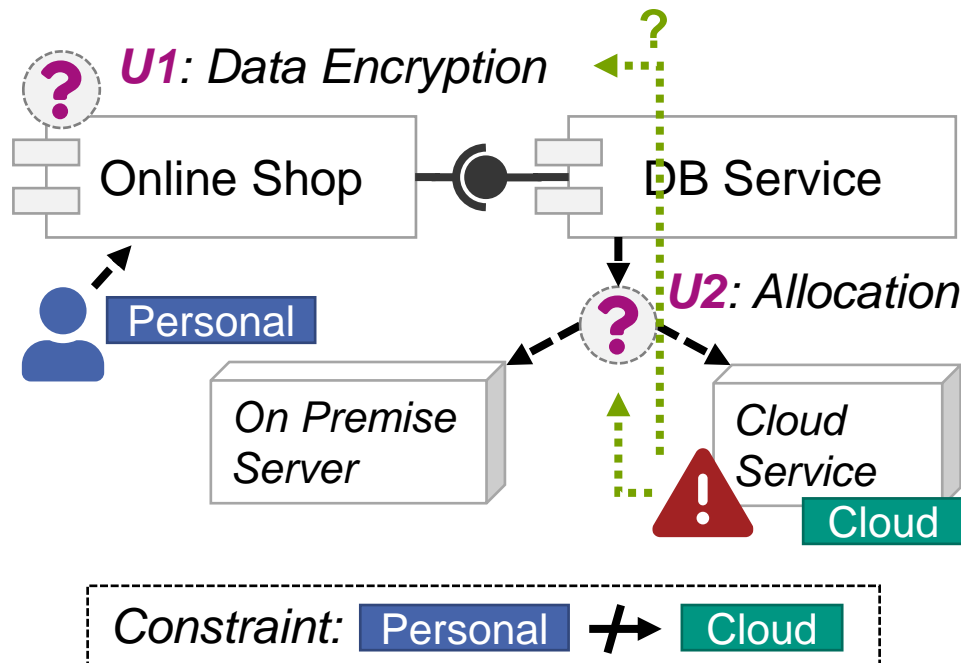 ?
? U1: Data Encryption
Online Shop
DB Service
U2: Allocation
Personal
?
On Premise
Server
Cloud
Service
!
Cloud
Constraint: Personal Cloud